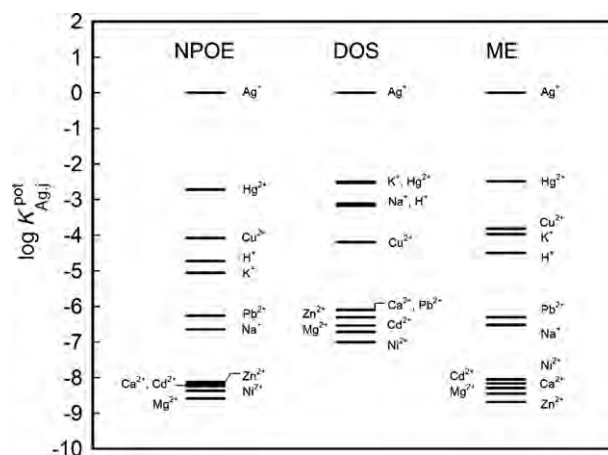 2
1
0
-1
-2
-3
-4
-5
-6
-7
-8
-9
-10
log K^pot_Ag,j
NPOE
Ag⁺
Hg²⁺
Cu²⁺
H⁺
K⁺
Pb²⁺
Na⁺
Zn²⁺
Ca²⁺, Cd²⁺
Ni²⁺
Mg²⁺
DOS
Ag⁺
K⁺, Hg²⁺
Na⁺, H⁺
Cu²⁺
Ca²⁺, Pb²⁺
Zn²⁺
Cd²⁺
Mg²⁺
Ni²⁺
ME
Ag⁺
Hg²⁺
Cu²⁺
K⁺
H⁺
Pb²⁺
Na⁺
Ni²⁺
Cd²⁺
Ca²⁺
Mg²⁺
Zn²⁺